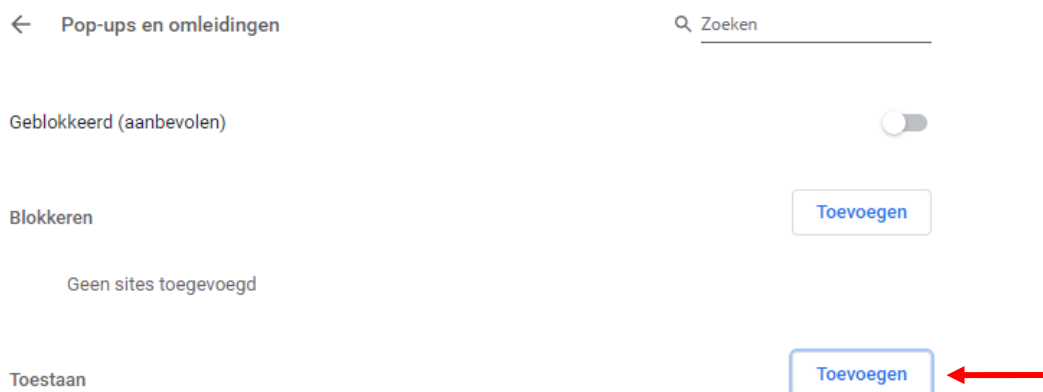 Pop-ups en omleidingen
Zoeken
Geblokkeerd (aanbevolen)
Blokkeren
Toevoegen
Geen sites toegevoegd
Toestaan
Toevoegen